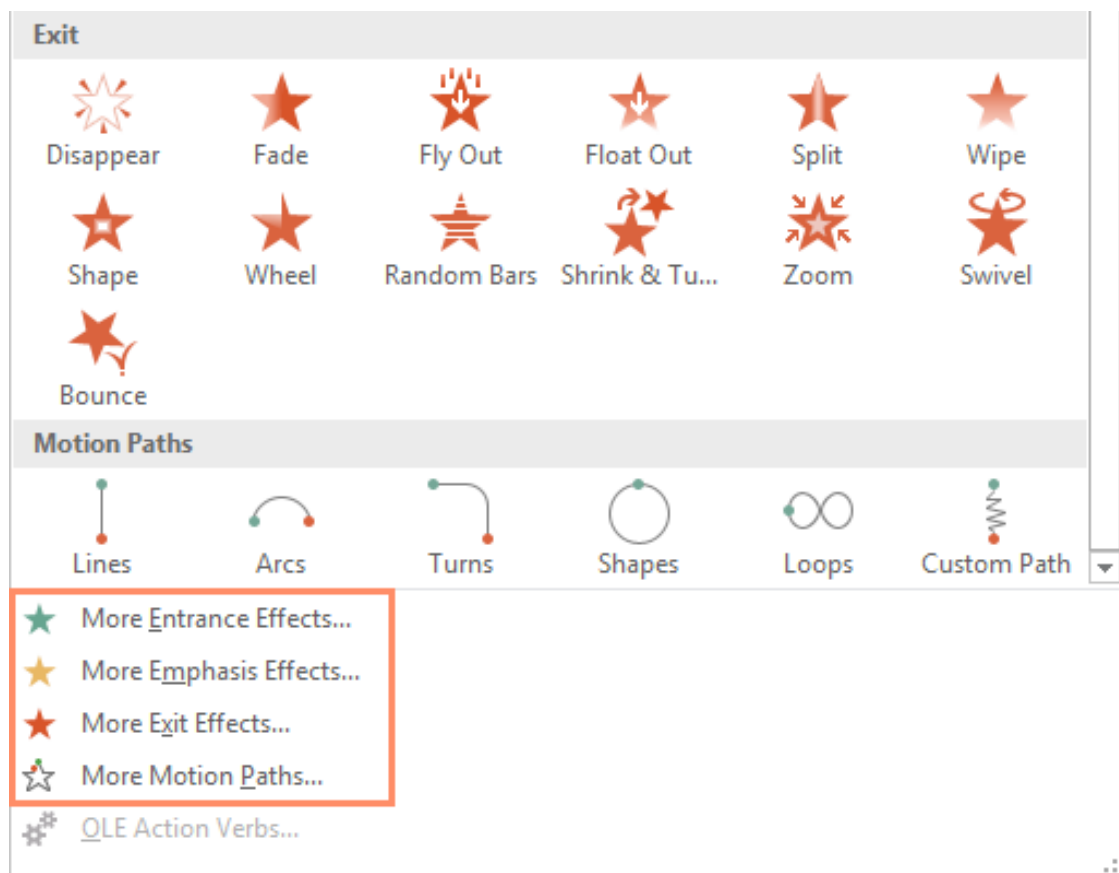 Exit
Disappear Fade Fly Out Float Out Split Wipe
Shape Wheel Random Bars Shrink & Tu... Zoom Swivel
Bounce
Motion Paths
Lines Arcs Turns Shapes Loops Custom Path
More Entrance Effects...
More Emphasis Effects...
More Exit Effects...
More Motion Paths...
OLE Action Verbs...